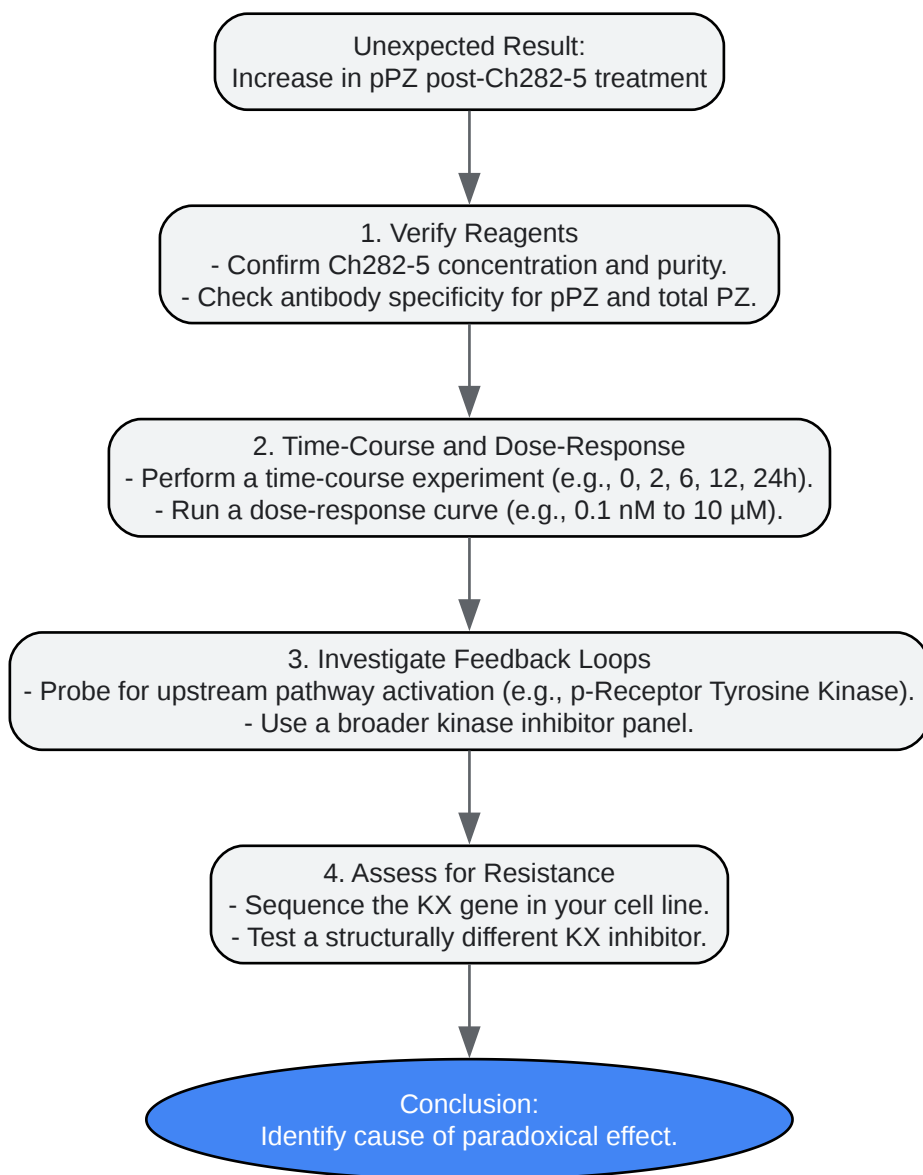 Unexpected Result:
Increase in pPZ post-Ch282-5 treatment
1. Verify Reagents
- Confirm Ch282-5 concentration and purity.
- Check antibody specificity for pPZ and total PZ.
2. Time-Course and Dose-Response
- Perform a time-course experiment (e.g., 0, 2, 6, 12, 24h).
- Run a dose-response curve (e.g., 0.1 nM to 10 µM).
3. Investigate Feedback Loops
- Probe for upstream pathway activation (e.g., p-Receptor Tyrosine Kinase).
- Use a broader kinase inhibitor panel.
4. Assess for Resistance
- Sequence the KX gene in your cell line.
- Test a structurally different KX inhibitor.
Conclusion:
Identify cause of paradoxical effect.